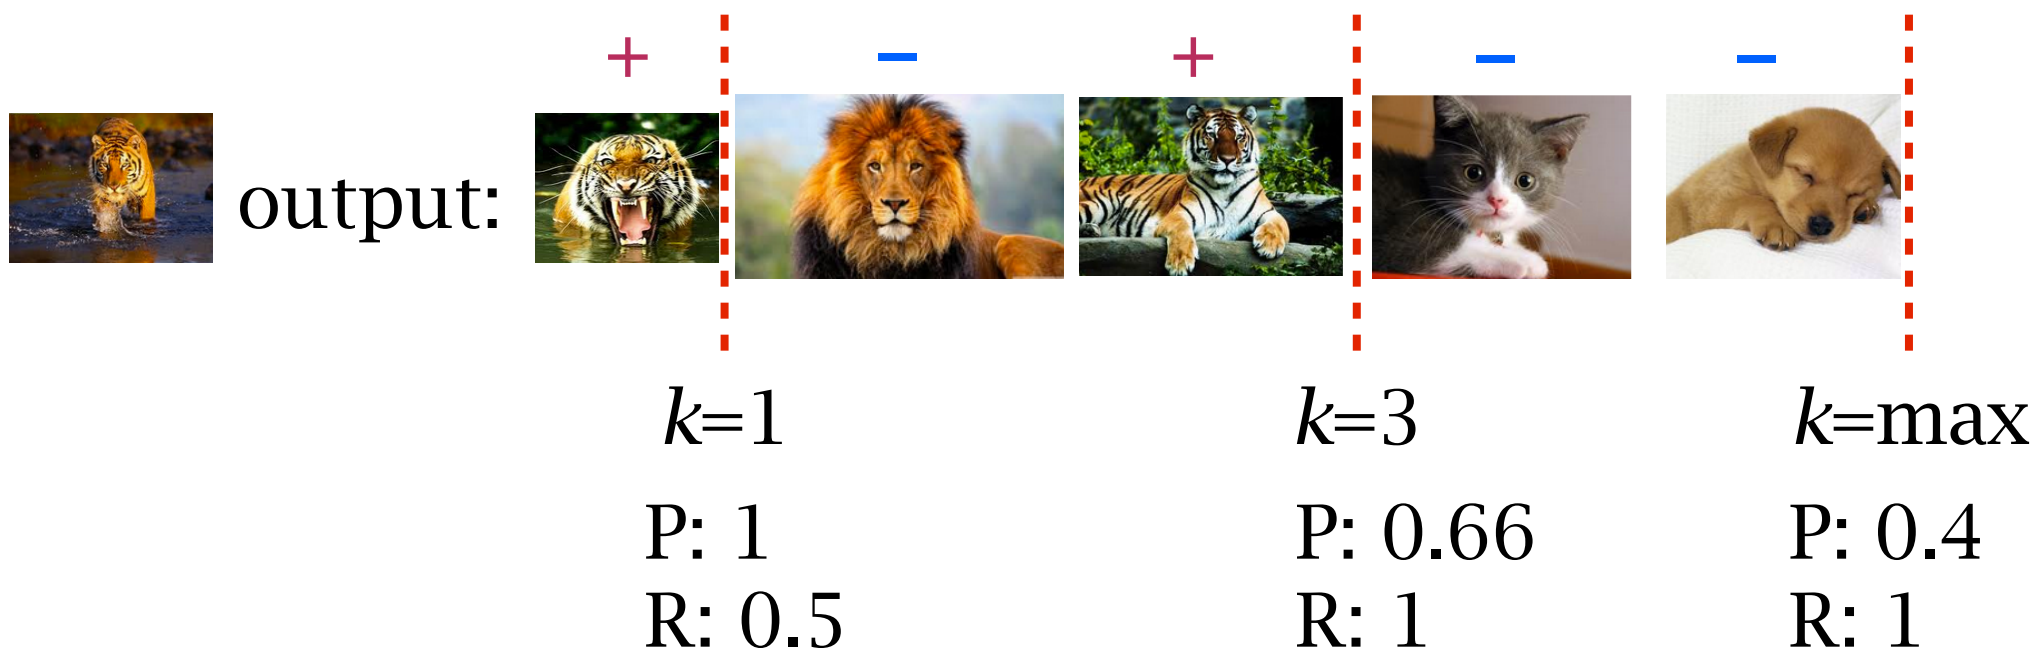 + − + − −
output:
k=1 k=3 k=max
P: 1 P: 0.66 P: 0.4
R: 0.5 R: 1 R: 1